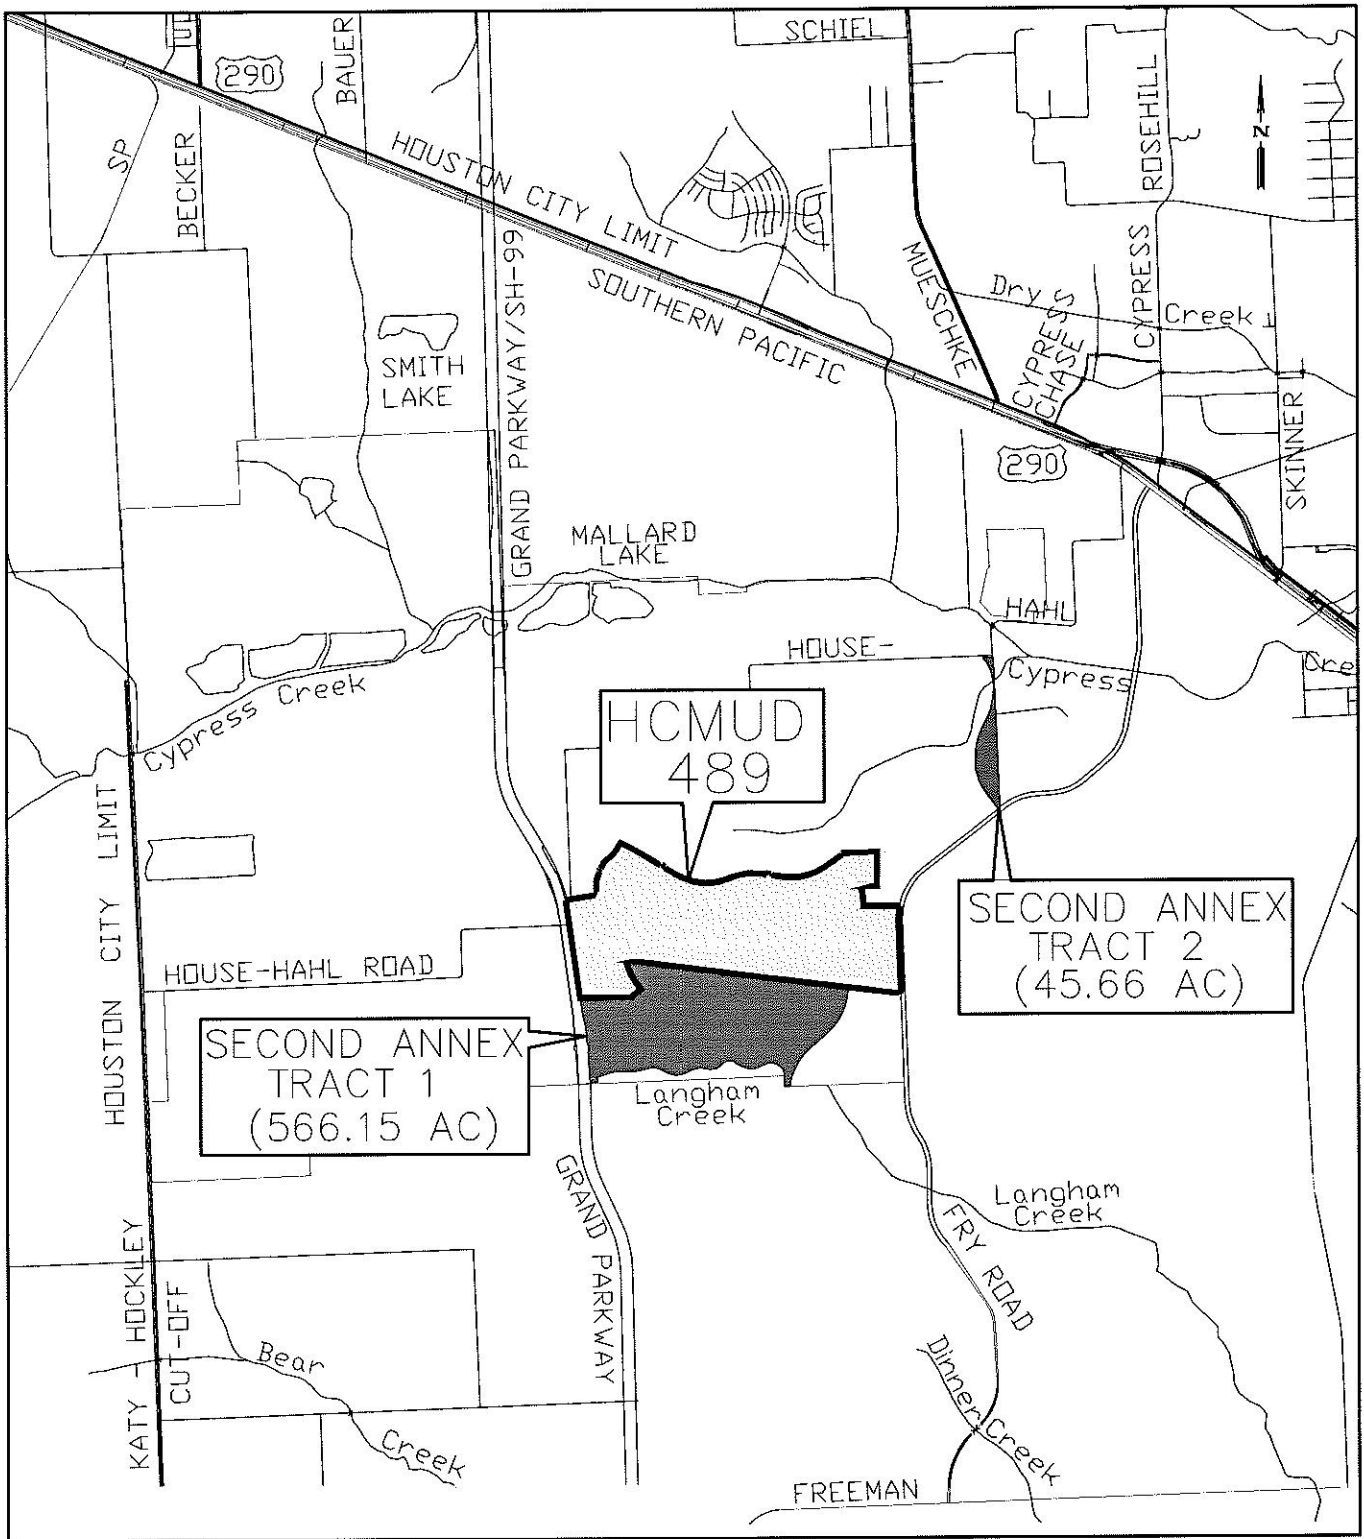 SCHIEL
290
BAUER
SP
BECKER
HOUSTON CITY LIMIT
SOUTHERN PACIFIC
GRAND PARKWAY/SH-99
ROSEHILL
N
MUESCHKE
Dry
Creek
CYPRESS
CYPRESS
CHASE
SMITH
LAKE
290
SKINNER
MALLARD
LAKE
HAHL
HOUSE-
Cypress
Cre
Cypress Creek
HCMUD
489
HOUSTON CITY LIMIT
SECOND ANNEX
TRACT 2
(45.66 AC)
HOUSE-HAHL ROAD
SECOND ANNEX
TRACT 1
(566.15 AC)
Langham
Creek
GRAND PARKWAY
Langham
Creek
FRY ROAD
KATY - HOCKLEY
CUT-OFF
Bear
Creek
Dinner Creek
FREEMAN